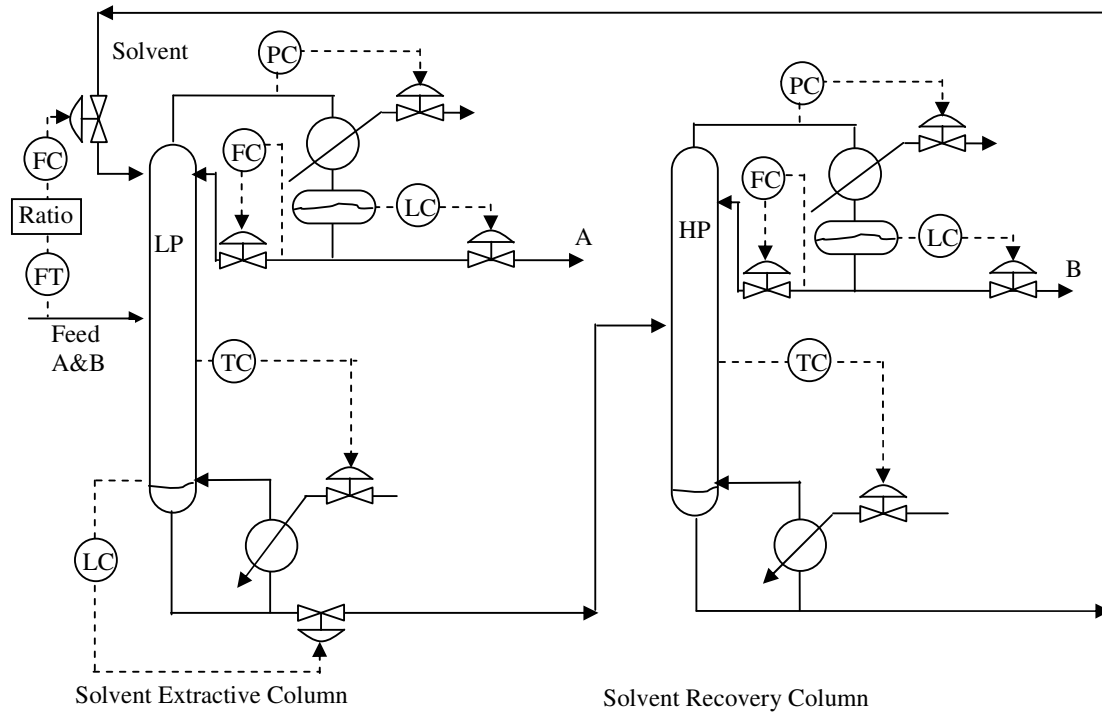 Solvent
PC
FC
Ratio
FT
Feed
A&B
LP
FC
LC
A
TC
LC
Solvent Extractive Column
PC
FC
HP
LC
B
TC
Solvent Recovery Column